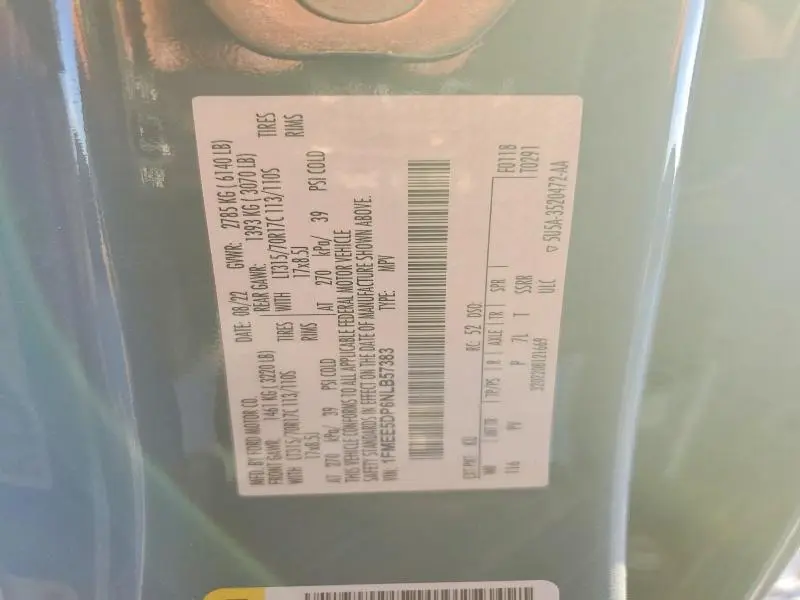 MFD. BY FORD MOTOR CO. DATE: 08/22 GVWR: 2785 KG ( 6140 LB)
FRONT GAWR: 1461 KG ( 3220 LB) REAR GAWR: 1393 KG ( 3070 LB)
WITH LT315/70R17C 113/110S TIRES WITH LT315/70R17C 113/110S TIRES
17x8.5J RIMS 17x8.5J RIMS
AT 270 kPa/ 39 PSI COLD AT 270 kPa/ 39 PSI COLD
THIS VEHICLE CONFORMS TO ALL APPLICABLE FEDERAL MOTOR VEHICLE
SAFETY STANDARDS IN EFFECT ON THE DATE OF MANUFACTURE SHOWN ABOVE.
VIN: 1FMEE5DP6NLB57383 TYPE: MPV
EXT PNT: RC: 52 DSO: F0118
WB TP/PS R AXLE TR SPR T0291
116 P 7L T SSRR
3202208121669 ULC
5U5A-3520472-AA